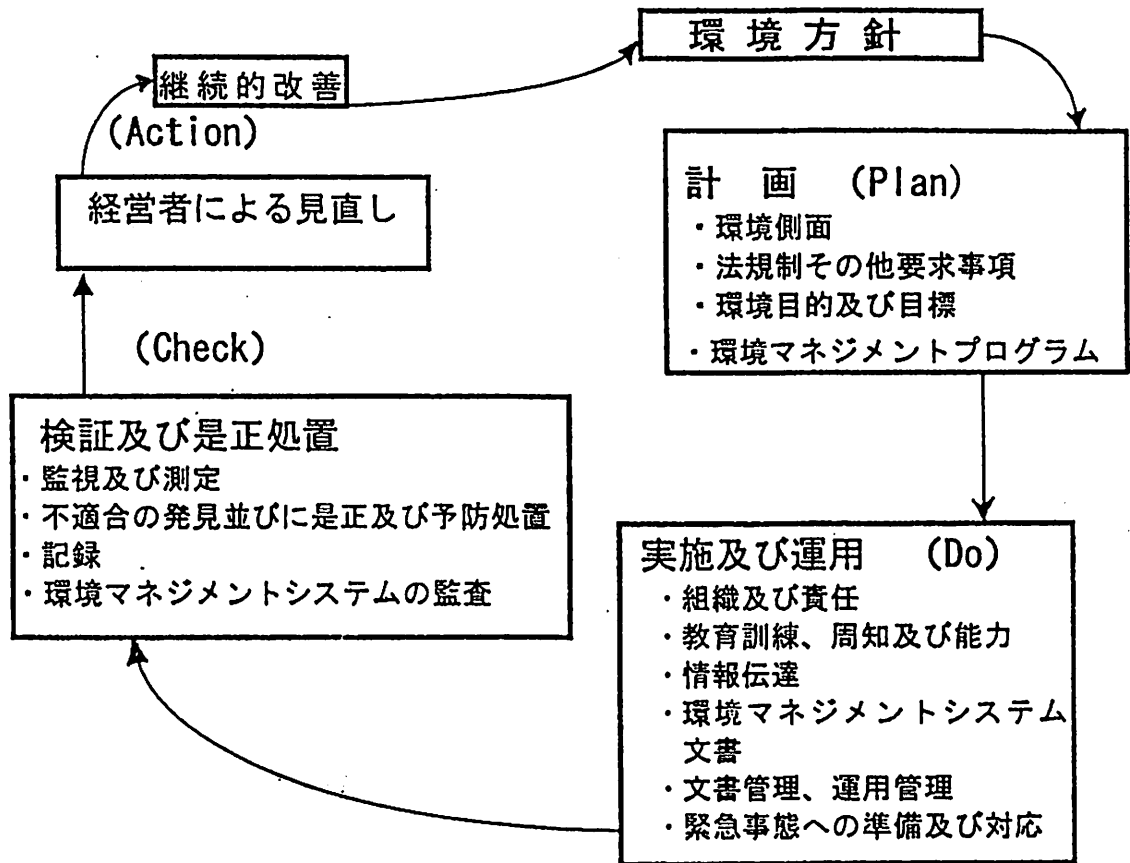 環境方針
継続的改善
(Action)
計画 (Plan)
・環境側面
・法規制その他要求事項
・環境目的及び目標
・環境マネジメントプログラム
経営者による見直し
(Check)
検証及び是正処置
・監視及び測定
・不適合の発見並びに是正及び予防処置
・記録
・環境マネジメントシステムの監査
実施及び運用 (Do)
・組織及び責任
・教育訓練、周知及び能力
・情報伝達
・環境マネジメントシステム
文書
・文書管理、運用管理
・緊急事態への準備及び対応